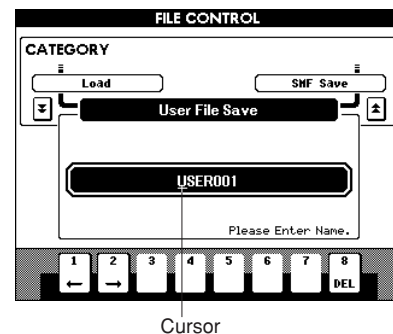 FILE CONTROL
CATEGORY
Load SMF Save
User File Save
USER001
Please Enter Name.
1 2 3 4 5 6 7 8
← → DEL
Cursor